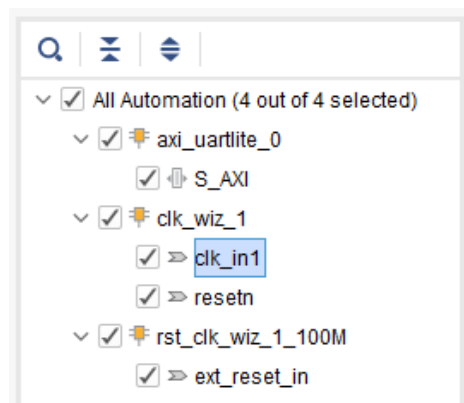 All Automation (4 out of 4 selected)
axi_uartlite_0
S_AXI
clk_wiz_1
clk_in1
resetn
rst_clk_wiz_1_100M
ext_reset_in